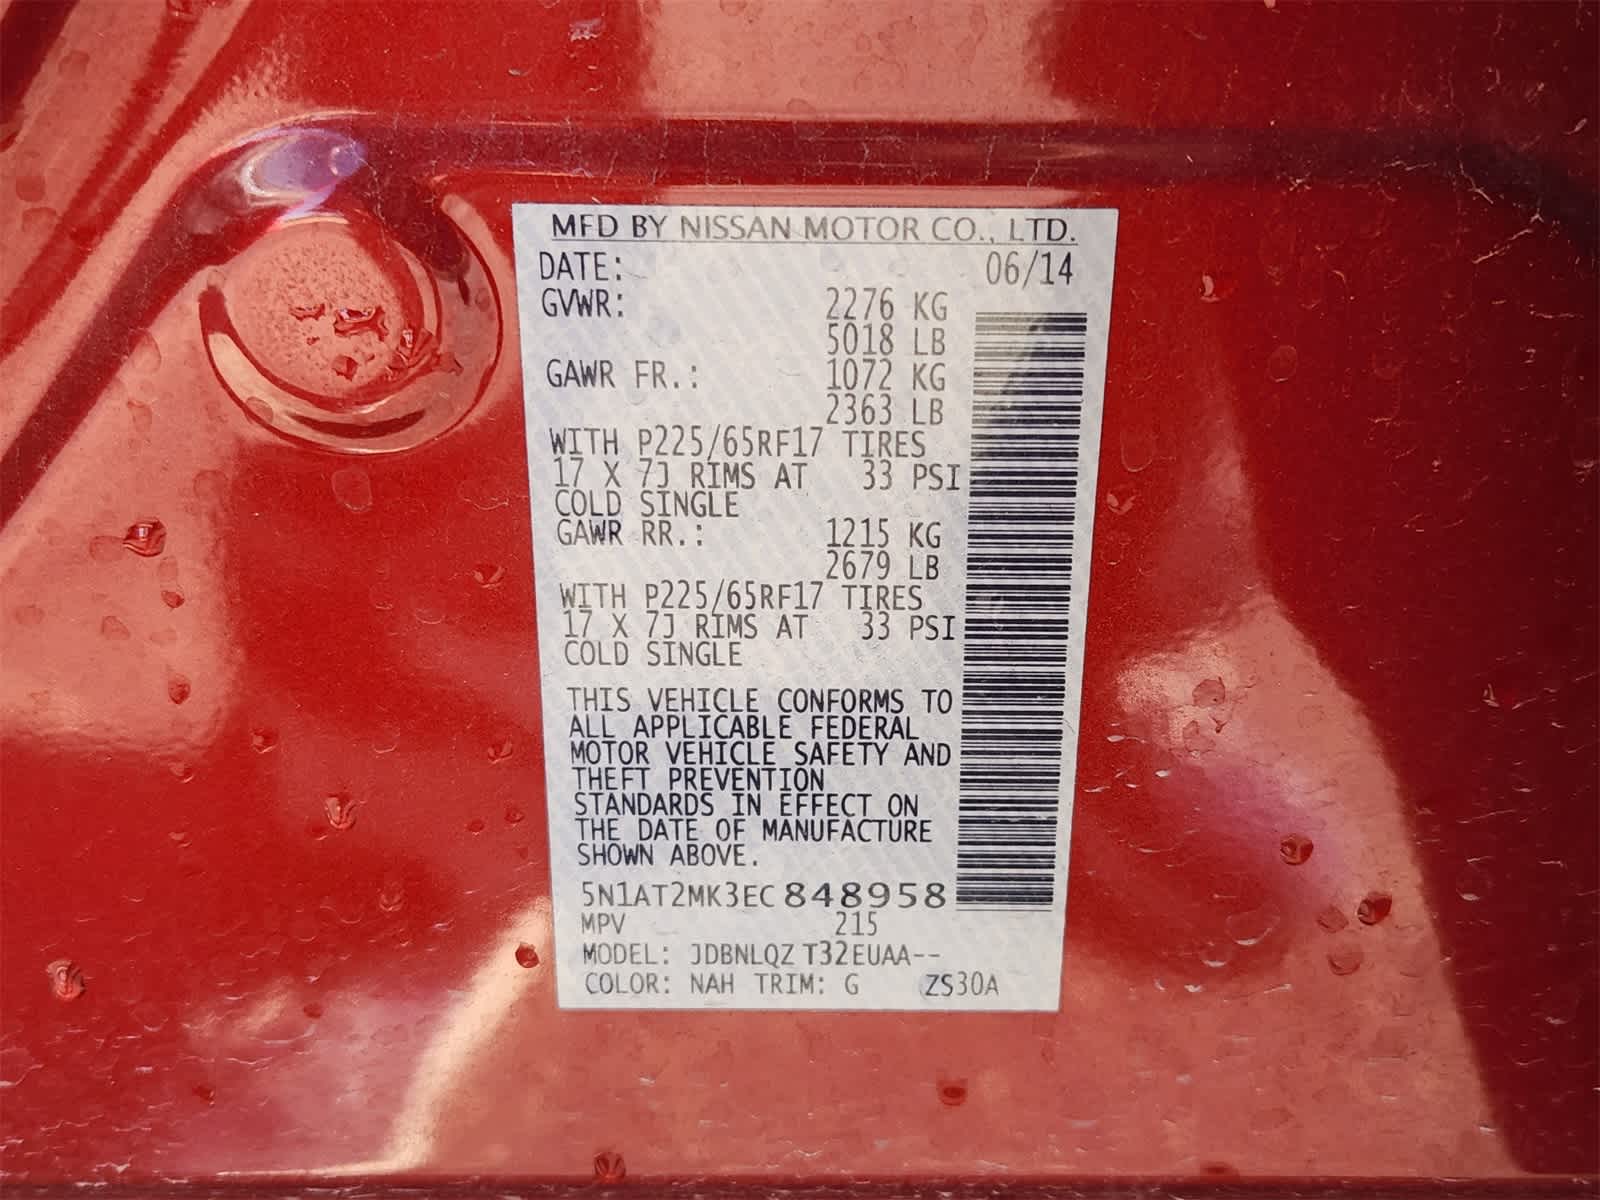 MFD BY NISSAN MOTOR CO., LTD.
DATE: 06/14
GVWR: 2276 KG
5018 LB
GAWR FR.: 1072 KG
2363 LB
WITH P225/65RF17 TIRES
17 X 7J RIMS AT 33 PSI
COLD SINGLE
GAWR RR.: 1215 KG
2679 LB
WITH P225/65RF17 TIRES
17 X 7J RIMS AT 33 PSI
COLD SINGLE
THIS VEHICLE CONFORMS TO
ALL APPLICABLE FEDERAL
MOTOR VEHICLE SAFETY AND
THEFT PREVENTION
STANDARDS IN EFFECT ON
THE DATE OF MANUFACTURE
SHOWN ABOVE.
5N1AT2MK3EC848958
MPV 215
MODEL: JDBNLQZ T32EUAA--
COLOR: NAH TRIM: G ZS30A